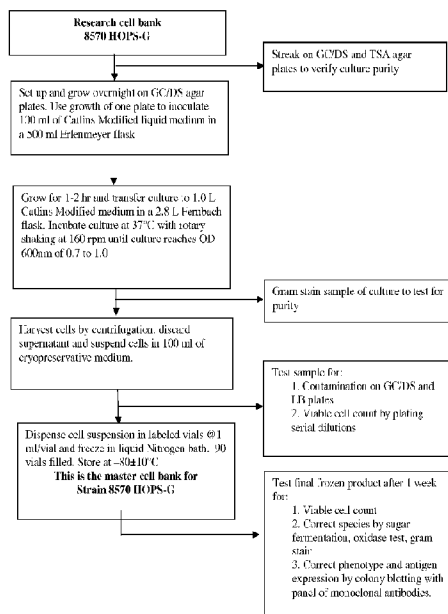 Research cell bank
8570 HOPS-G
Streak on GC/DS and TSA agar
plates to verify culture purity
Set up and grow overnight on GC/DS agar
plates. Use growth of one plate to inoculate
100 ml of Catlins Modified liquid medium in
a 500 ml Erlenmeyer flask
Grow for 1-2 hr and transfer culture to 1.0 L
Catlins Modified medium in a 2.8 L Fernbach
flask. Incubate culture at 37°C with rotary
shaking at 160 rpm until culture reaches OD
600nm of 0.7 to 1.0
Gram stain sample of culture to test for
purity
Harvest cells by centrifugation, discard
supernatant and suspend cells in 100 ml of
cryopreservative medium.
Test sample for:
1. Contamination on GC/DS and
LB plates
2. Viable cell count by plating
serial dilutions
Dispense cell suspension in labeled vials @1
ml/vial and freeze in liquid Nitrogen bath. 90
vials filled. Store at –80±10°C
This is the master cell bank for
Strain 8570 HOPS-G
Test final frozen product after 1 week
for:
1. Viable cell count
2. Correct species by sugar
fermentation, oxidase test, gram
stain
3. Correct phenotype and antigen
expression by colony blotting with
panel of monoclonal antibodies.